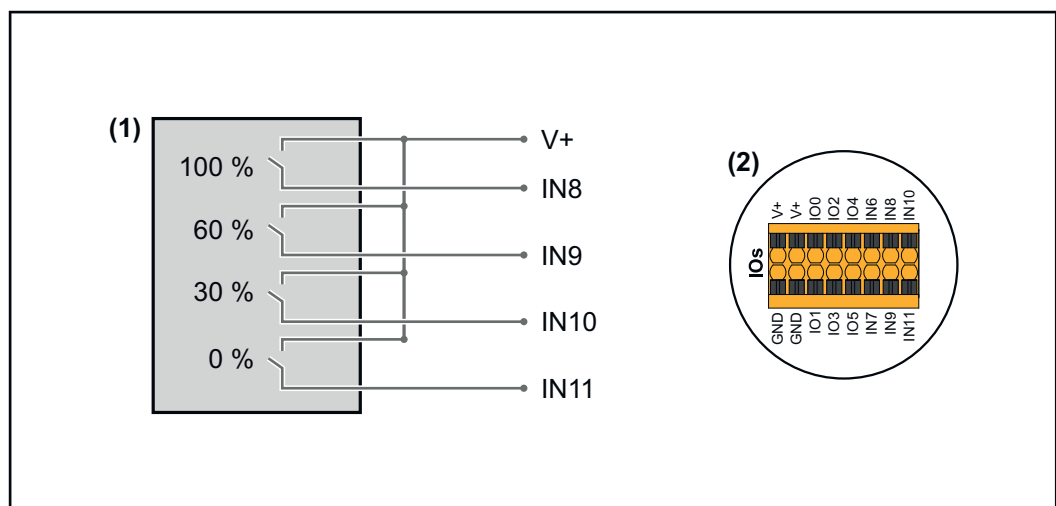 (1)
100 %
60 %
30 %
0 %
V+
IN8
IN9
IN10
IN11
(2)
V+
V+
IO0
IO2
IO4
IN6
IN8
IN10
IOs
GND
GND
IO1
IO3
IO5
IN7
IN9
IN11